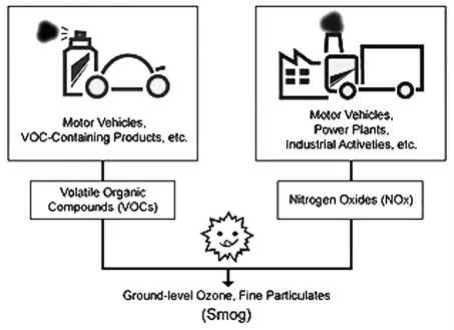 Motor Vehicles,
VOC-Containing Products, etc.
Motor Vehicles,
Power Plants,
Industrial Activeties, etc.
Volatile Organic
Compounds (VOCs)
Nitrogen Oxides (NOx)
Ground-level Ozone, Fine Particulates
(Smog)